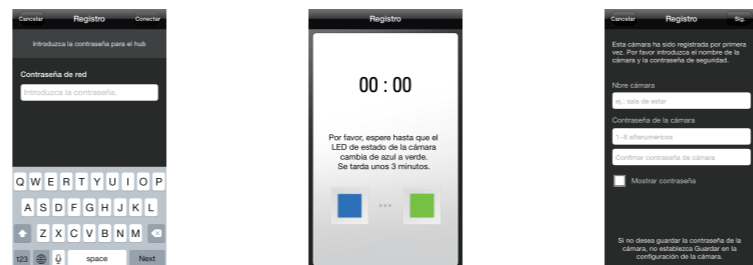 Cancelar Registro Conectar
Introduzca la contraseña para el hub
Contraseña de red
Introduzca la contraseña.
Q W E R T Y U I O P
A S D F G H J K L
Z X C V B N M
123 space Next
Registro
00 : 00
Por favor, espere hasta que el
LED de estado de la cámara
cambia de azul a verde.
Se tarda unos 3 minutos.
Cancelar Registro Sig.
Esta cámara ha sido registrada por primera
vez. Por favor introduzca el nombre de la
cámara y la contraseña de seguridad.
Nbre cámara
ej.: sala de estar
Contraseña de la cámara
1–8 alfanuméricos
Confirmar contraseña de cámara
Mostrar contraseña
Si no desea guardar la contraseña de la
cámara, no establezca Guardar en la
configuración de la cámara.